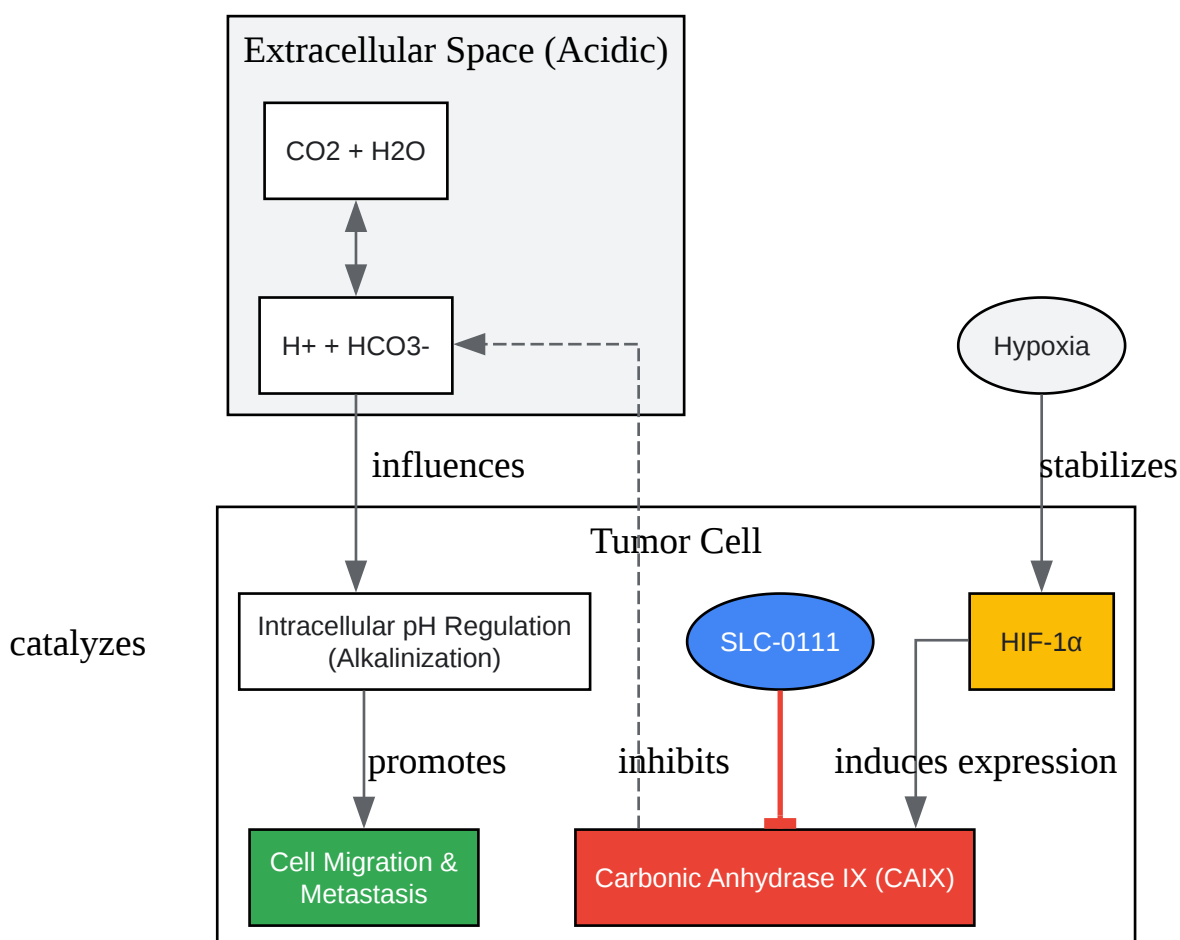 Extracellular Space (Acidic)
CO2 + H2O
H+ + HCO3-
Hypoxia
influences
stabilizes
Tumor Cell
catalyzes
Intracellular pH Regulation
(Alkalinization)
SLC-0111
HIF-1α
promotes
inhibits
induces expression
Cell Migration &
Metastasis
Carbonic Anhydrase IX (CAIX)